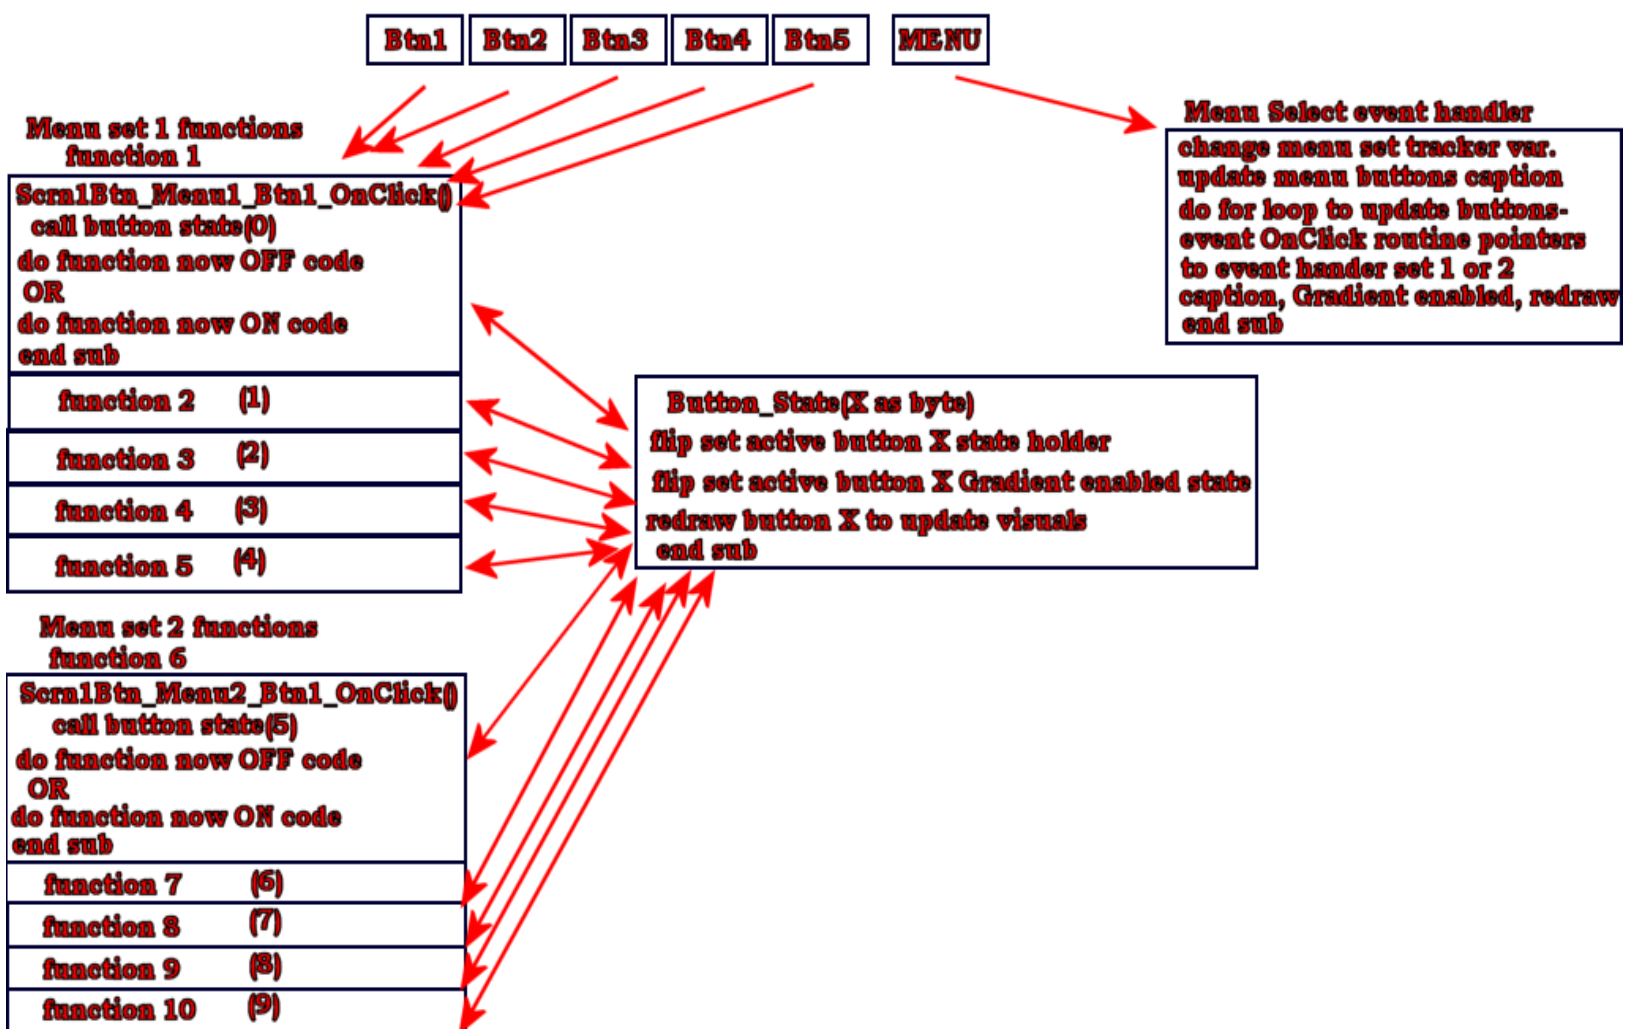 Btn1 Btn2 Btn3 Btn4 Btn5 MENU
Menu set 1 functions
function 1
Scrn1Btn_Menu1_Btn1_OnClick()
call button state(0)
do function now OFF code
OR
do function now ON code
end sub
function 2 (1)
function 3 (2)
function 4 (3)
function 5 (4)
Menu Select event handler
change menu set tracker var.
update menu buttons caption
do for loop to update buttons-
event OnClick routine pointers
to event hander set 1 or 2
caption, Gradient enabled, redraw
end sub
Button_State(X as byte)
flip set active button X state holder
flip set active button X Gradient enabled state
redraw button X to update visuals
end sub
Menu set 2 functions
function 6
Scrn1Btn_Menu2_Btn1_OnClick()
call button state(5)
do function now OFF code
OR
do function now ON code
end sub
function 7 (6)
function 8 (7)
function 9 (8)
function 10 (9)